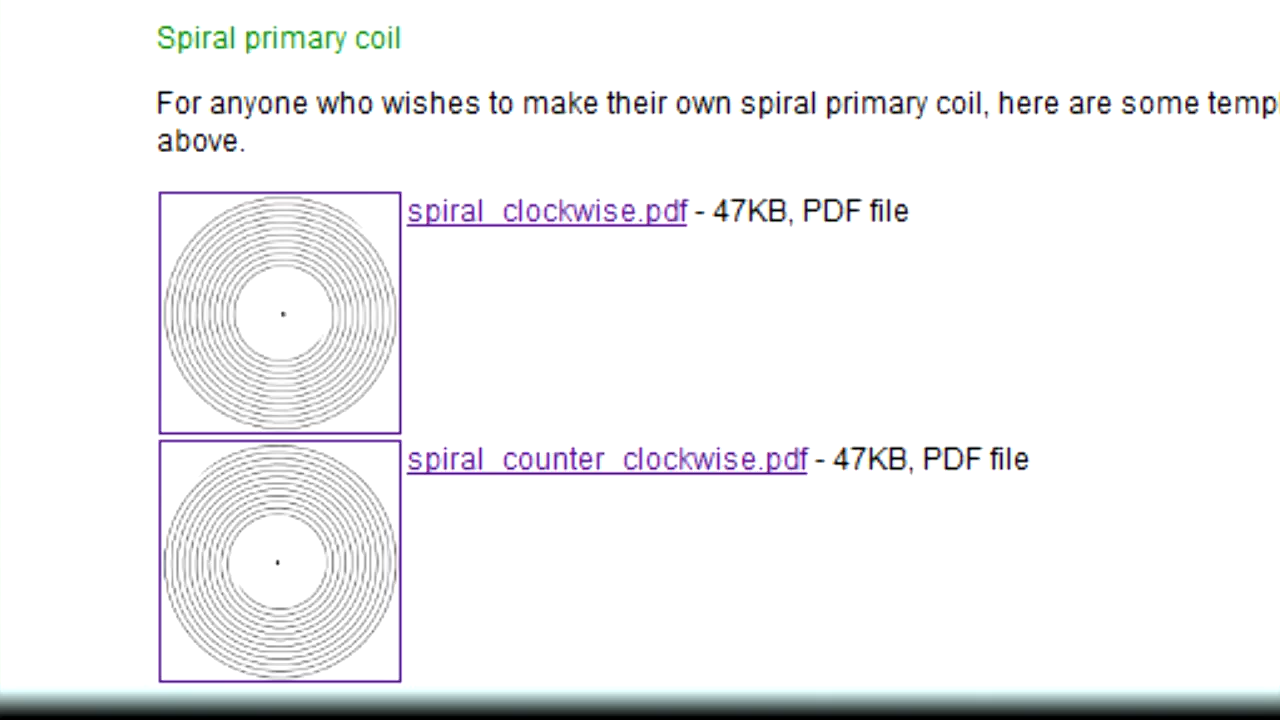 Spiral primary coil
For anyone who wishes to make their own spiral primary coil, here are some
above.
spiral_clockwise.pdf - 47KB, PDF file
spiral_counter_clockwise.pdf - 47KB, PDF file